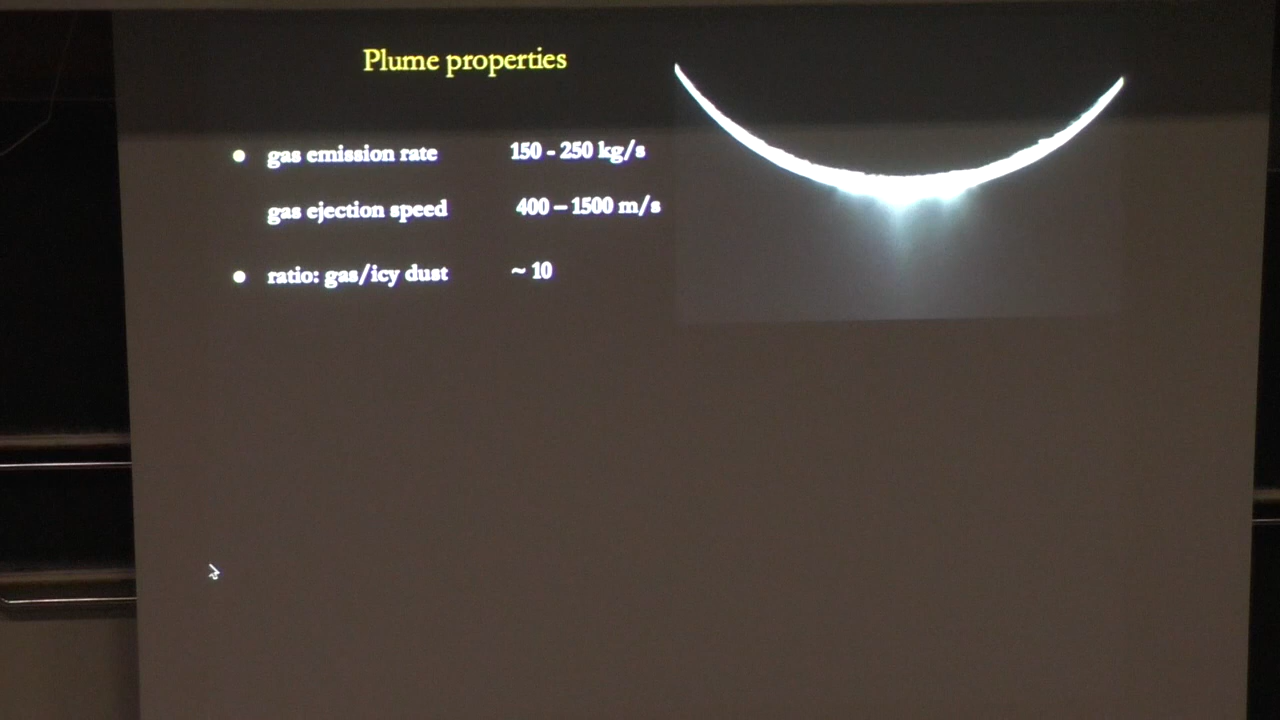 Plume properties
• gas emission rate 150 - 250 kg/s
gas ejection speed 400 – 1500 m/s
• ratio: gas/icy dust ~ 10